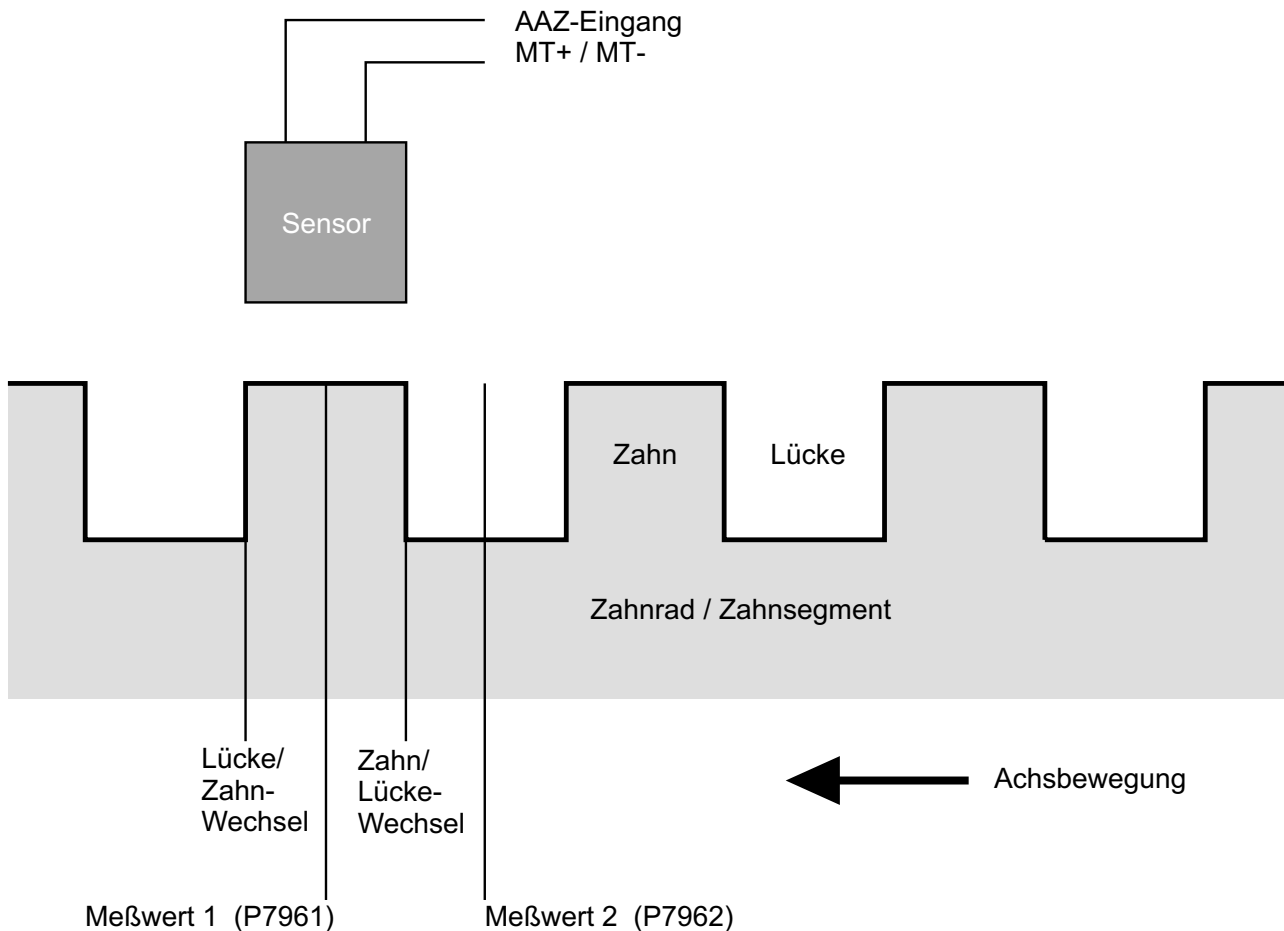 AAZ-Eingang
MT+ / MT-
Sensor
Zahn
Lücke
Zahnrad / Zahnsegment
Lücke/
Zahn-
Wechsel
Zahn/
Lücke-
Wechsel
Achsbewegung
Meßwert 1  (P7961)
Meßwert 2  (P7962)